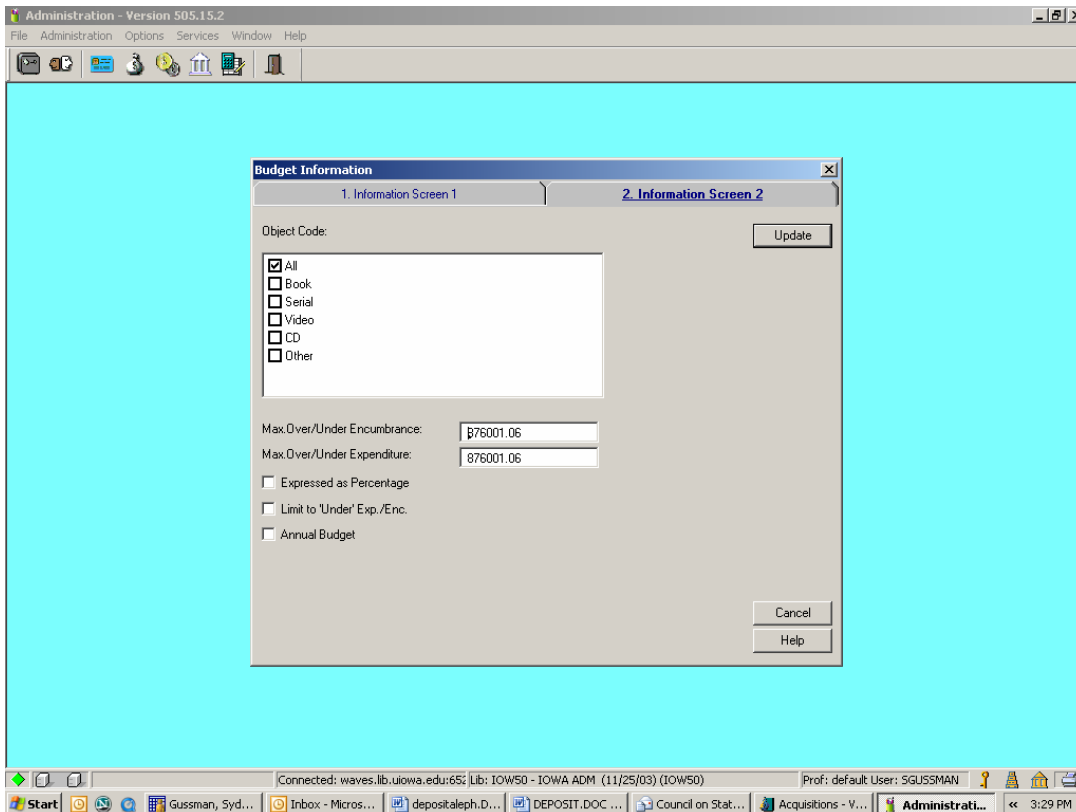 Administration - Version 505.15.2
File Administration Options Services Window Help
Budget Information
1. Information Screen 1
2. Information Screen 2
Object Code:
Update
All
Book
Serial
Video
CD
Other
Max.Over/Under Encumbrance: 876001.06
Max.Over/Under Expenditure: 876001.06
Expressed as Percentage
Limit to 'Under' Exp./Enc.
Annual Budget
Cancel
Help
Connected: waves.lib.uiowa.edu:652 Lib: IOW50 - IOWA ADM (11/25/03) (IOW50) Prof: default User: SGUSSMAN
Start Gussman, Syd... Inbox - Micros... depositaleph.D... DEPOSIT.DOC ... Council on Stat... Acquisitions - V... Administrati... « 3:29 PM